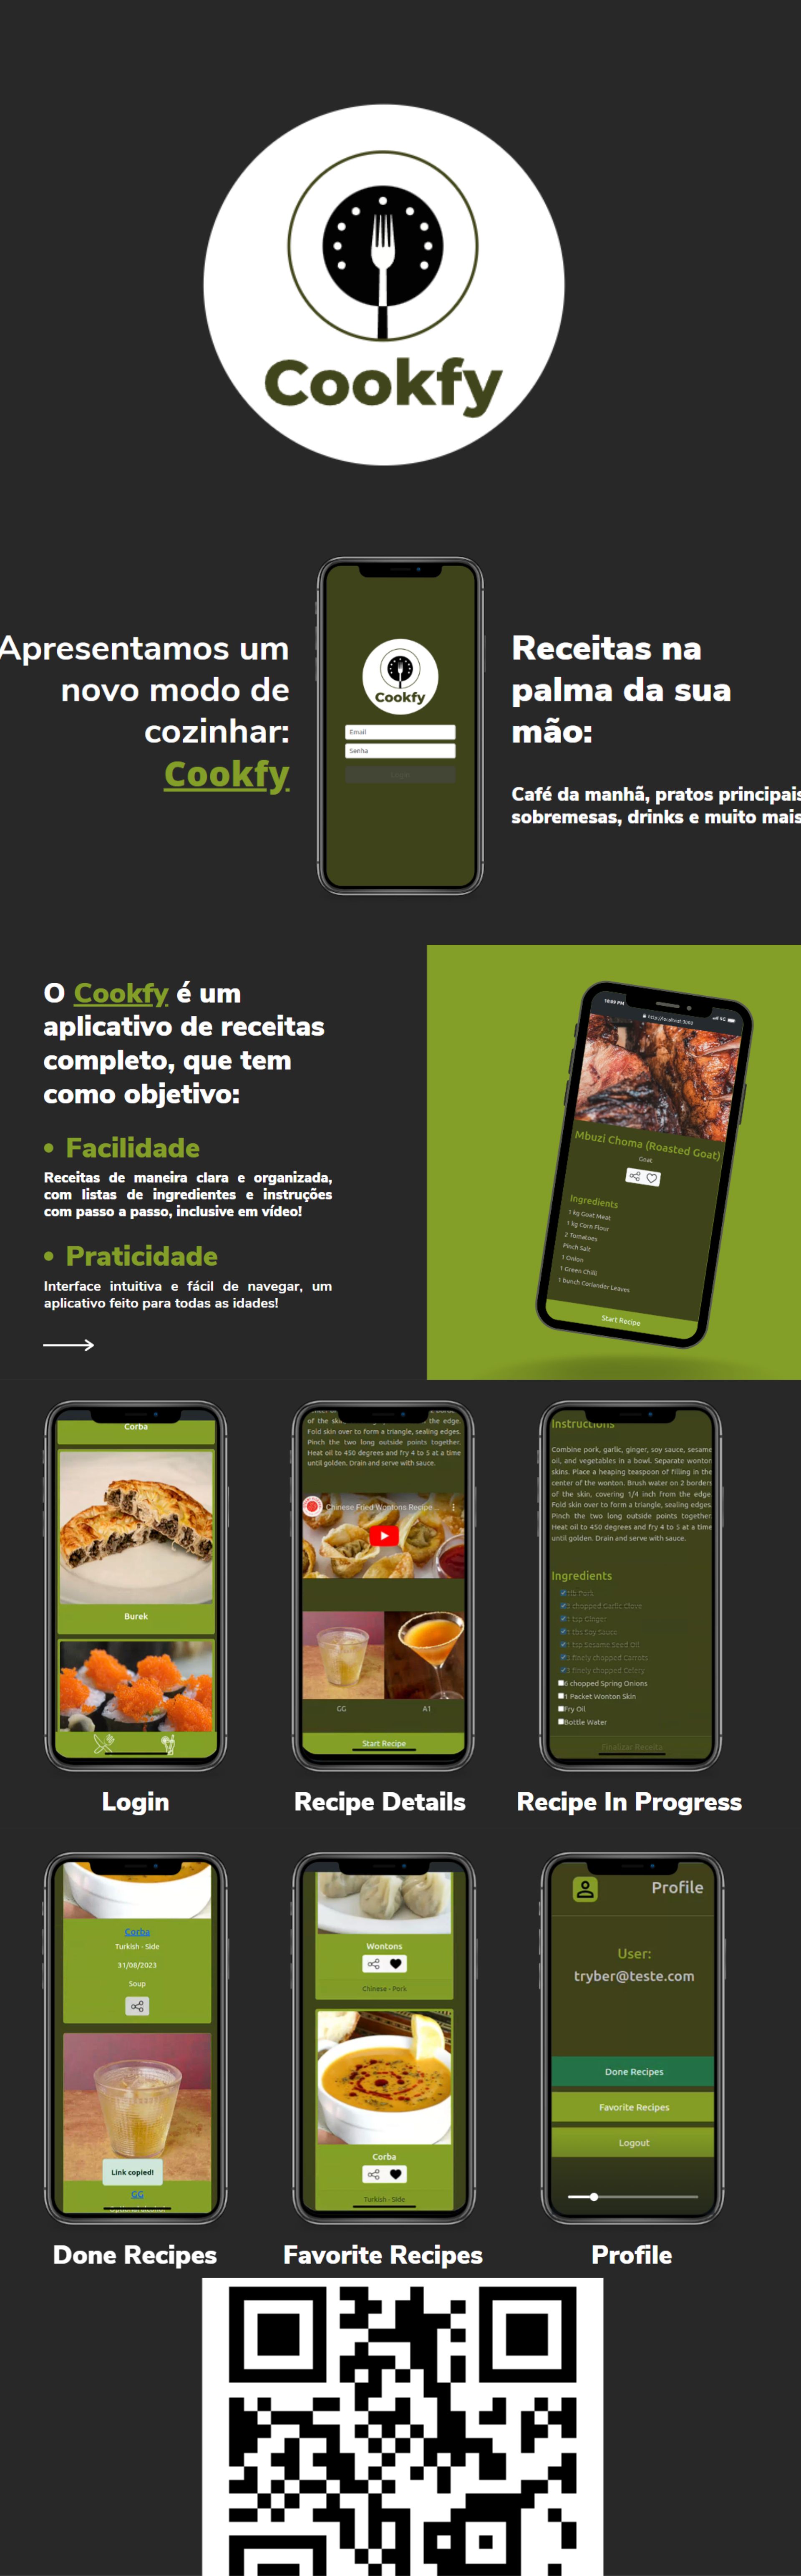 Cookfy
Apresentamos um
novo modo de
cozinhar:
Cookfy
Cookfy
Email
Senha
Login
Receitas na
palma da sua
mão:
Café da manhã, pratos principais
sobremesas, drinks e muito mais
O Cookfy é um
aplicativo de receitas
completo, que tem
como objetivo:
• Facilidade
Receitas de maneira clara e organizada,
com listas de ingredientes e instruções
com passo a passo, inclusive em vídeo!
• Praticidade
Interface intuitiva e fácil de navegar, um
aplicativo feito para todas as idades!
10:09 PM
5G
http://localhost:3000
Mbuzi Choma (Roasted Goat)
Goat
Ingredients
1 kg Goat Meat
1 kg Corn Flour
2 Tomatoes
Pinch Salt
1 Onion
1 Green Chilli
1 bunch Coriander Leaves
Start Recipe
Corba
Burek
Login
of the skin, the edge.
Fold skin over to form a triangle, sealing edges.
Pinch the two long outside points together.
Heat oil to 450 degrees and fry 4 to 5 at a time
until golden. Drain and serve with sauce.
Chinese Fried Wontons Recipe...
GG
A1
Start Recipe
Recipe Details
Instructions
Combine pork, garlic, ginger, soy sauce, sesame
oil, and vegetables in a bowl. Separate wonton
skins. Place a heaping teaspoon of filling in the
center of the wonton. Brush water on 2 borders
of the skin, covering 1/4 inch from the edge.
Fold skin over to form a triangle, sealing edges.
Pinch the two long outside points together.
Heat oil to 450 degrees and fry 4 to 5 at a time
until golden. Drain and serve with sauce.
Ingredients
1lb Pork
3 chopped Garlic Clove
1 tsp Ginger
1 tbs Soy Sauce
1 tsp Sesame Seed Oil
3 finely chopped Carrots
3 finely chopped Celery
6 chopped Spring Onions
1 Packet Wonton Skin
Fry Oil
Bottle Water
Finalizar Receita
Recipe In Progress
Corba
Turkish - Side
31/08/2023
Soup
Link copied!
GG
Done Recipes
Wontons
Chinese - Pork
Corba
Turkish - Side
Favorite Recipes
Profile
User:
tryber@teste.com
Done Recipes
Favorite Recipes
Logout
Profile